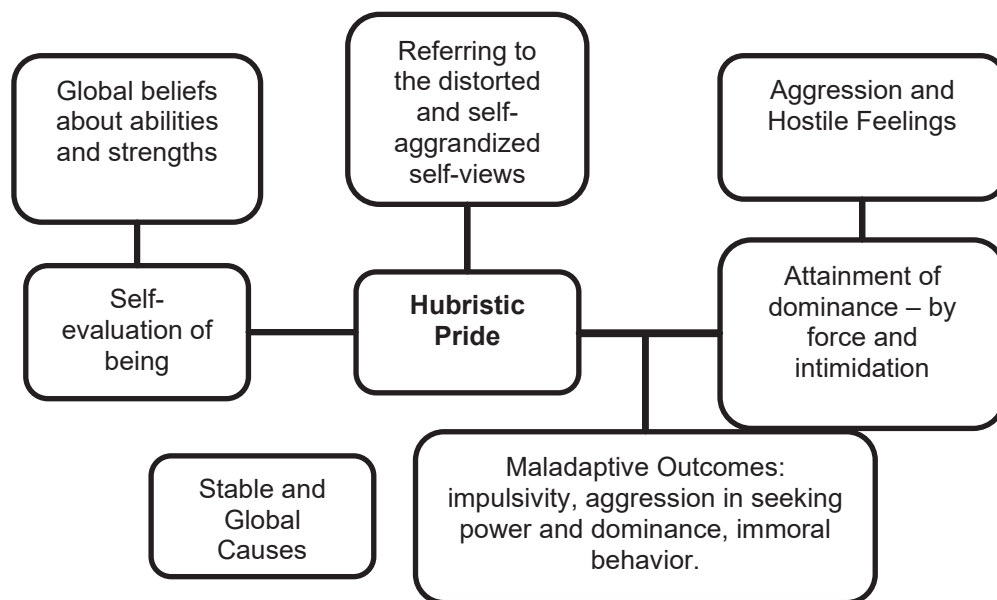 Global beliefs
about abilities
and strengths
Referring to
the distorted
and self-
aggrandized
self-views
Aggression and
Hostile Feelings
Self-
evaluation of
being
Hubristic
Pride
Attainment of
dominance – by
force and
intimidation
Stable and
Global
Causes
Maladaptive Outcomes:
impulsivity, aggression in seeking
power and dominance, immoral
behavior.